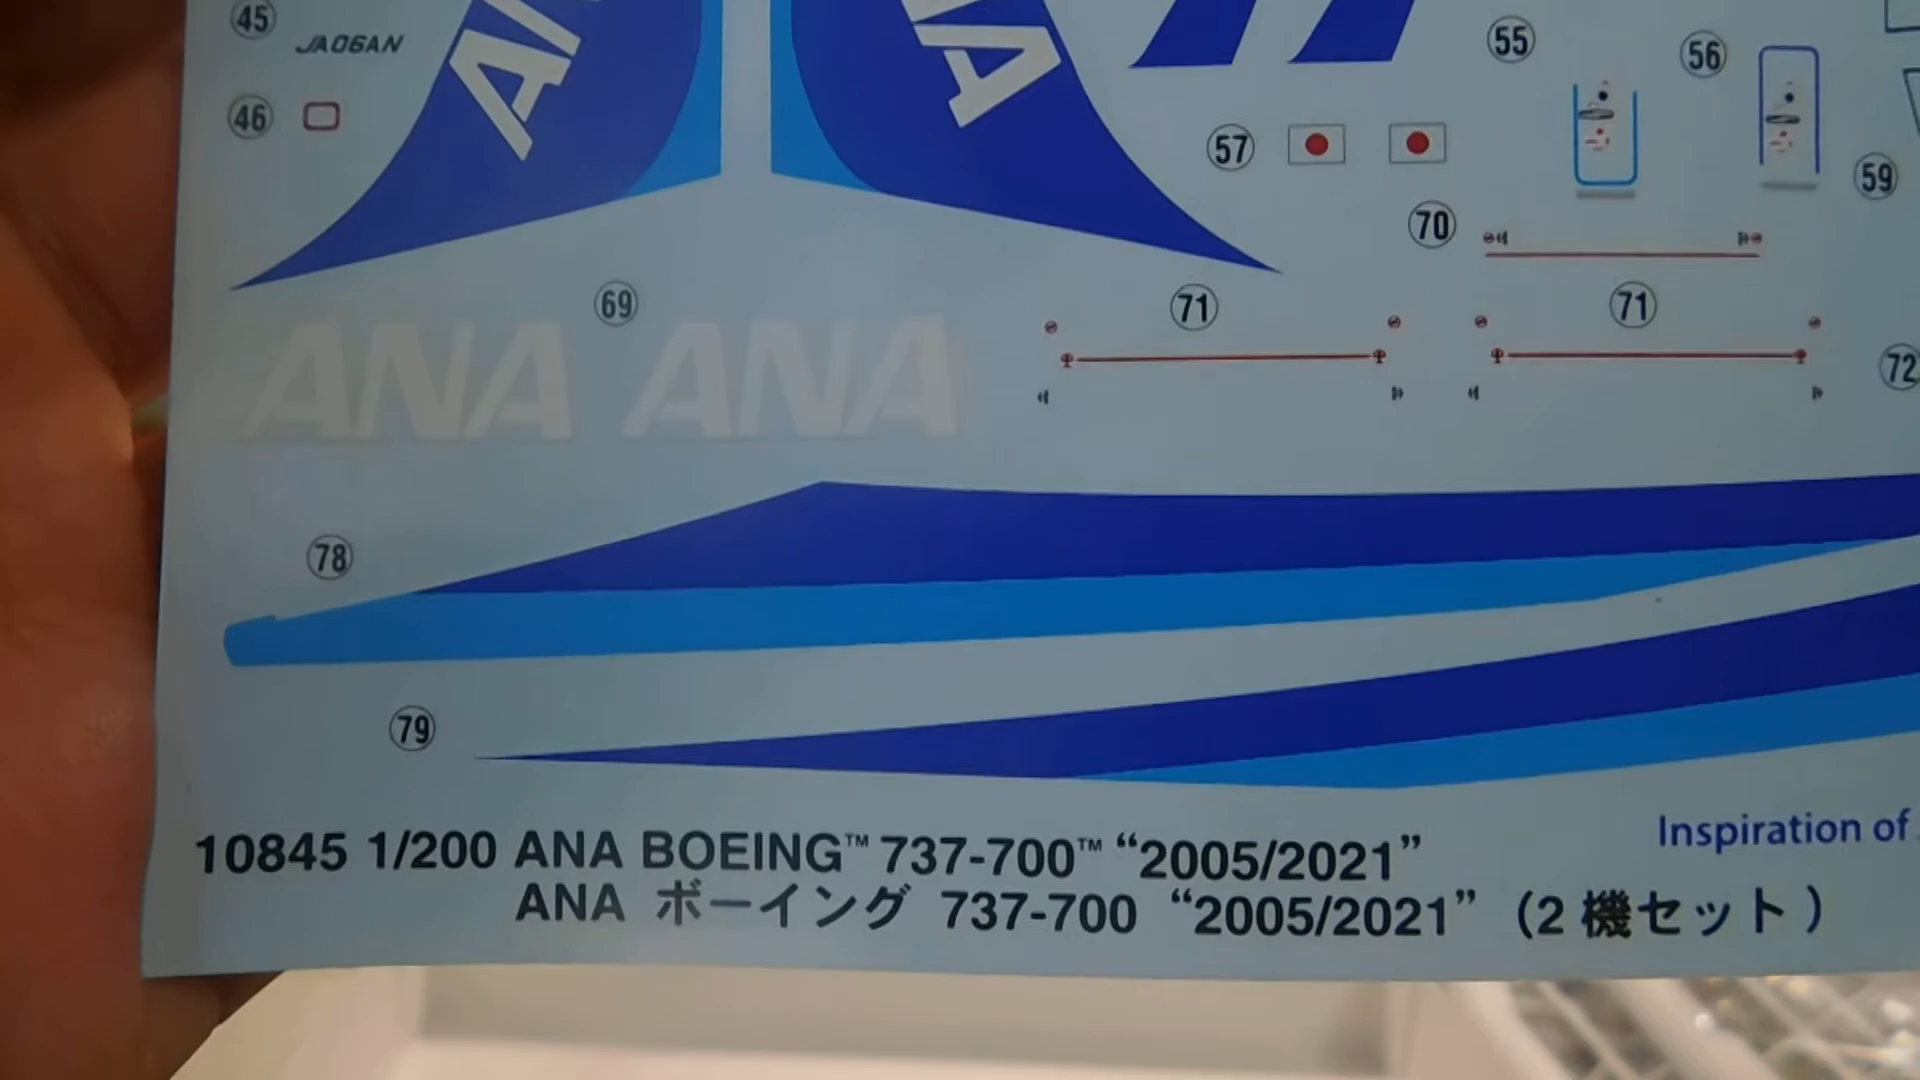 45
JA06AN
46
ANA
55
56
57
59
70
69
71
71
72
ANA ANA
78
79
10845 1/200 ANA BOEING™ 737-700™ “2005/2021”
Inspiration of
ANA ボーイング 737-700 “2005/2021” (2 機セット)